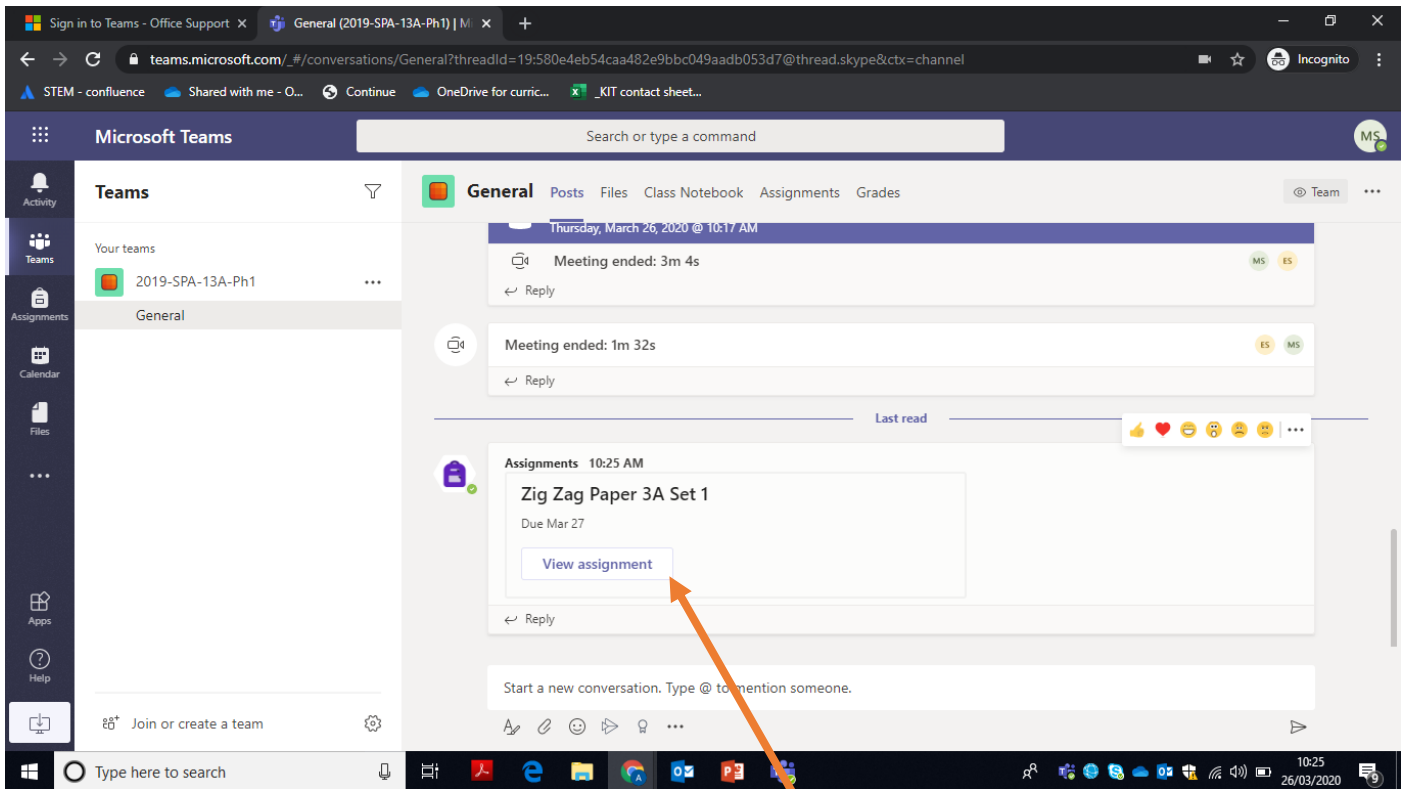 Sign in to Teams - Office Support
General (2019-SPA-13A-Ph1) | Mi
teams.microsoft.com/_#/conversations/General?threadId=19:580e4eb54caa482e9bbc049aadb053d7@thread.skype&ctx=channel
Incognito
STEM - confluence
Shared with me - O...
Continue
OneDrive for curric...
_KIT contact sheet...
Microsoft Teams
Search or type a command
MS
Activity
Teams
Assignments
Calendar
Files
Apps
Help
Teams
Your teams
2019-SPA-13A-Ph1
General
Join or create a team
General Posts Files Class Notebook Assignments Grades
Team
Thursday, March 26, 2020 @ 10:17 AM
Meeting ended: 3m 4s
MS ES
Reply
Meeting ended: 1m 32s
ES MS
Reply
Last read
Assignments 10:25 AM
Zig Zag Paper 3A Set 1
Due Mar 27
View assignment
Reply
Start a new conversation. Type @ to mention someone.
Type here to search
10:25
26/03/2020
9